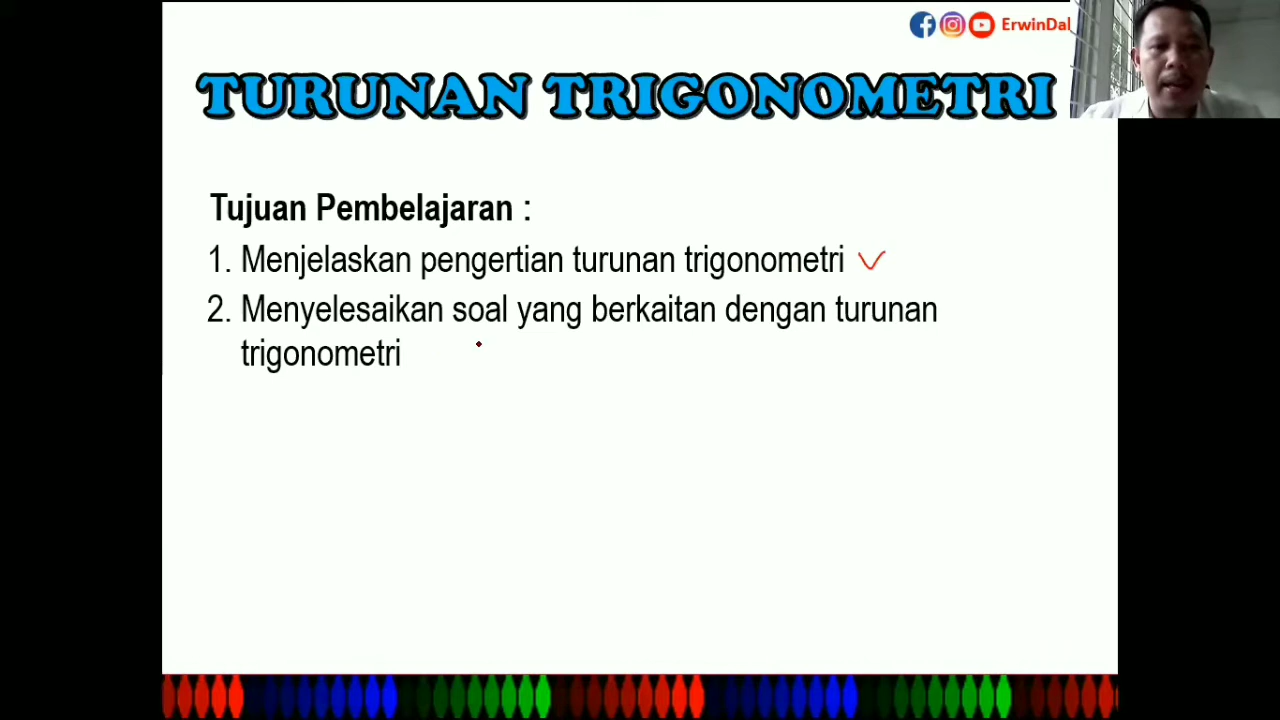 ErwinDal
TURUNAN TRIGONOMETRI
Tujuan Pembelajaran :
1. Menjelaskan pengertian turunan trigonometri
2. Menyelesaikan soal yang berkaitan dengan turunan
trigonometri